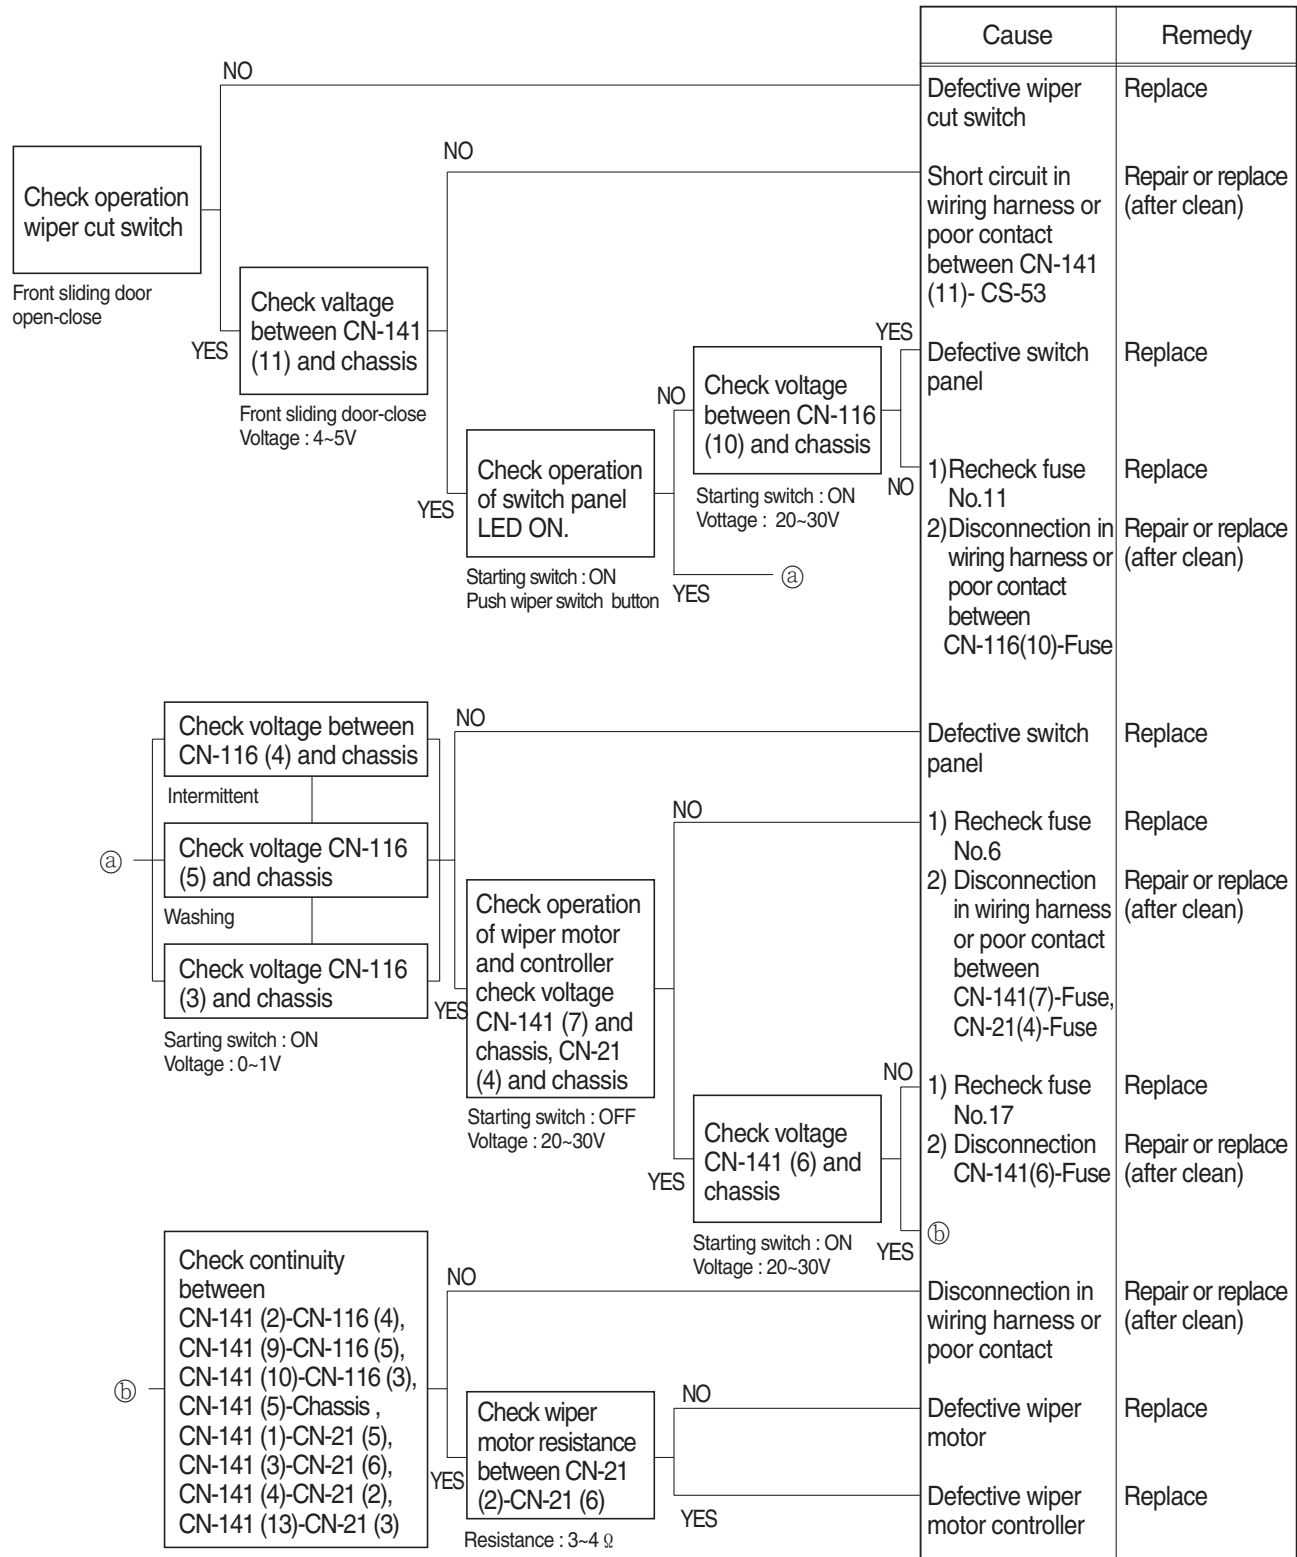 Cause
Remedy
NO
Defective wiper
cut switch
Replace
NO
Check operation
wiper cut switch
Front sliding door
open-close
Short circuit in
wiring harness or
poor contact
between CN-141
(11)- CS-53
Repair or replace
(after clean)
YES
Check valtage
between CN-141
(11) and chassis
Front sliding door-close
Voltage : 4~5V
YES
Defective switch
panel
Replace
NO
Check voltage
between CN-116
(10) and chassis
Starting switch : ON
Vottage : 20~30V
NO
1)Recheck fuse
No.11
Replace
2)Disconnection in
wiring harness or
poor contact
between
CN-116(10)-Fuse
Repair or replace
(after clean)
YES
Check operation
of switch panel
LED ON.
Starting switch : ON
Push wiper switch button
YES
ⓐ
Check voltage between
CN-116 (4) and chassis
Intermittent
ⓐ
Check voltage CN-116
(5) and chassis
Washing
Check voltage CN-116
(3) and chassis
Sarting switch : ON
Voltage : 0~1V
NO
Defective switch
panel
Replace
YES
Check operation
of wiper motor
and controller
check voltage
CN-141 (7) and
chassis, CN-21
(4) and chassis
Starting switch : OFF
Voltage : 20~30V
NO
1) Recheck fuse
No.6
Replace
2) Disconnection
in wiring harness
or poor contact
between
CN-141(7)-Fuse,
CN-21(4)-Fuse
Repair or replace
(after clean)
YES
Check voltage
CN-141 (6) and
chassis
Starting switch : ON
Voltage : 20~30V
NO
1) Recheck fuse
No.17
Replace
2) Disconnection
CN-141(6)-Fuse
Repair or replace
(after clean)
YES
ⓑ
ⓑ
Check continuity
between
CN-141 (2)-CN-116 (4),
CN-141 (9)-CN-116 (5),
CN-141 (10)-CN-116 (3),
CN-141 (5)-Chassis ,
CN-141 (1)-CN-21 (5),
CN-141 (3)-CN-21 (6),
CN-141 (4)-CN-21 (2),
CN-141 (13)-CN-21 (3)
NO
Disconnection in
wiring harness or
poor contact
Repair or replace
(after clean)
YES
Check wiper
motor resistance
between CN-21
(2)-CN-21 (6)
Resistance : 3~4 Ω
NO
Defective wiper
motor
Replace
YES
Defective wiper
motor controller
Replace